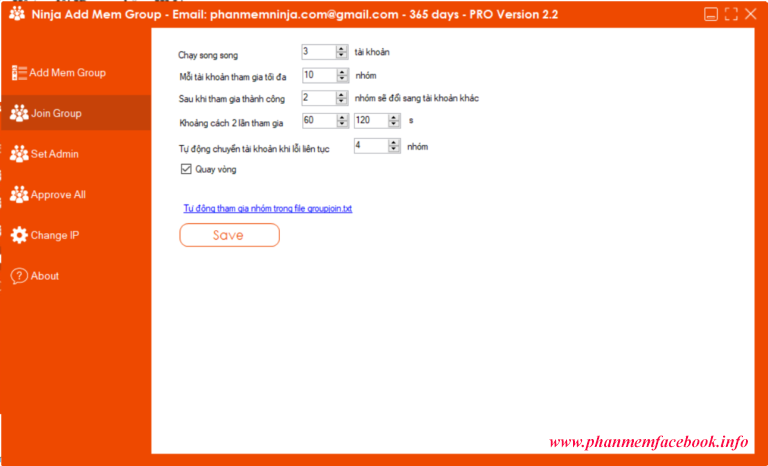 Ninja Add Mem Group - Email: phanmemninja.com@gmail.com - 365 days - PRO Version 2.2
Add Mem Group
Join Group
Set Admin
Approve All
Change IP
About
Chạy song song 3 tài khoản
Mỗi tài khoản tham gia tối đa 10 nhóm
Sau khi tham gia thành công 2 nhóm sẽ đổi sang tài khoản khác
Khoảng cách 2 lần tham gia 60 120 s
Tự động chuyển tài khoản khi lỗi liên tục 4 nhóm
Quay vòng
Tự động tham gia nhóm trong file groupjoin.txt
Save
www.phanmemfacebook.info